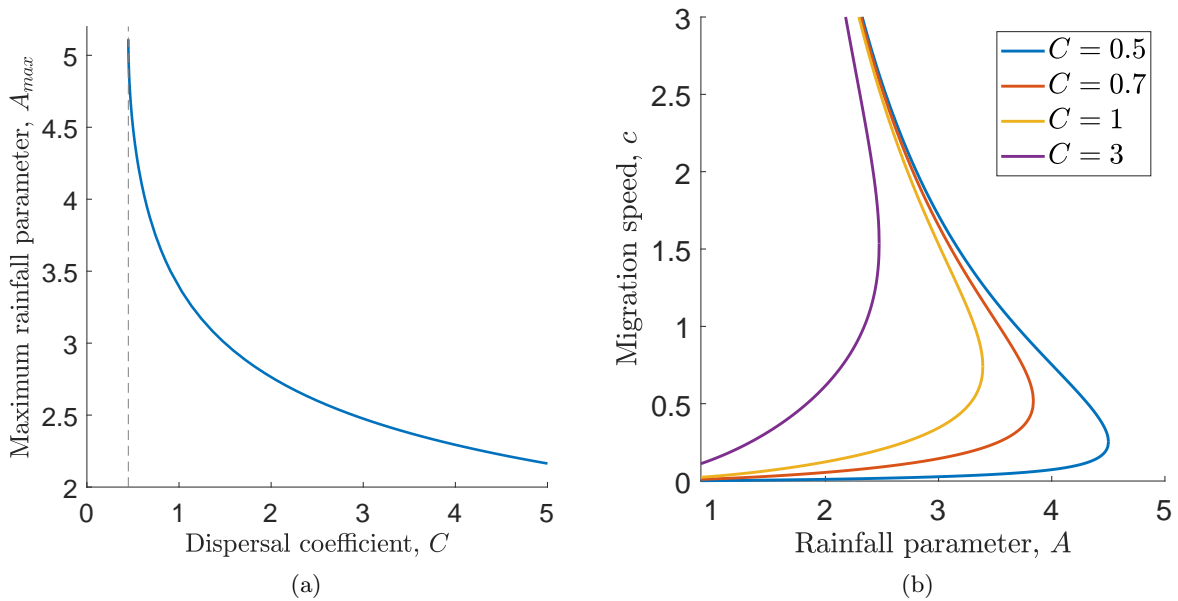 Maximum rainfall parameter, A_{max}
5
4.5
4
3.5
3
2.5
2
0 1 2 3 4 5
Dispersal coefficient, C
(a)
Migration speed, c
3
2.5
2
1.5
1
0.5
0
1 2 3 4 5
Rainfall parameter, A
C = 0.5
C = 0.7
C = 1
C = 3
(b)